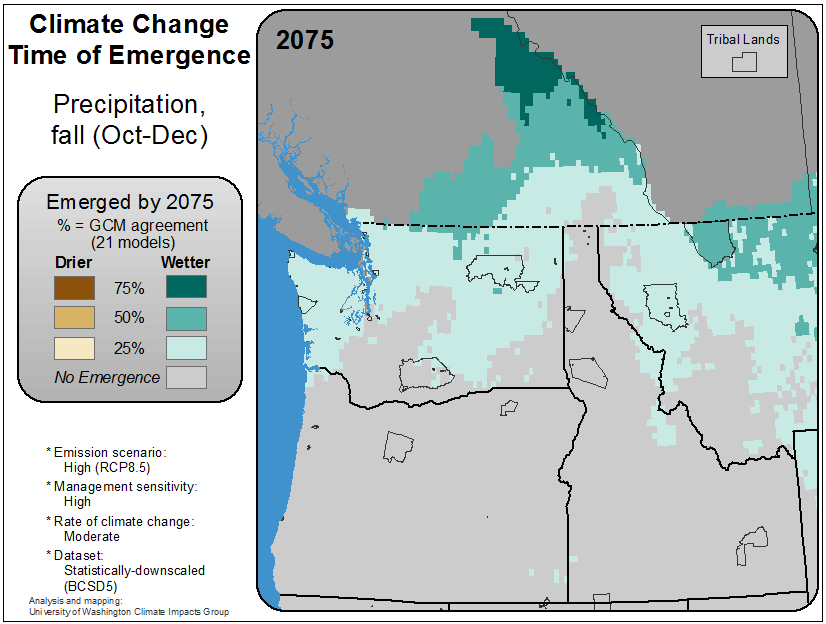 Climate Change
Time of Emergence
Precipitation,
fall (Oct-Dec)
Emerged by 2075
% = GCM agreement
(21 models)
Drier Wetter
75%
50%
25%
No Emergence
* Emission scenario:
High (RCP8.5)
* Management sensitivity:
High
* Rate of climate change:
Moderate
* Dataset:
Statistically-downscaled
(BCSD5)
Analysis and mapping:
University of Washington Climate Impacts Group
2075
Tribal Lands